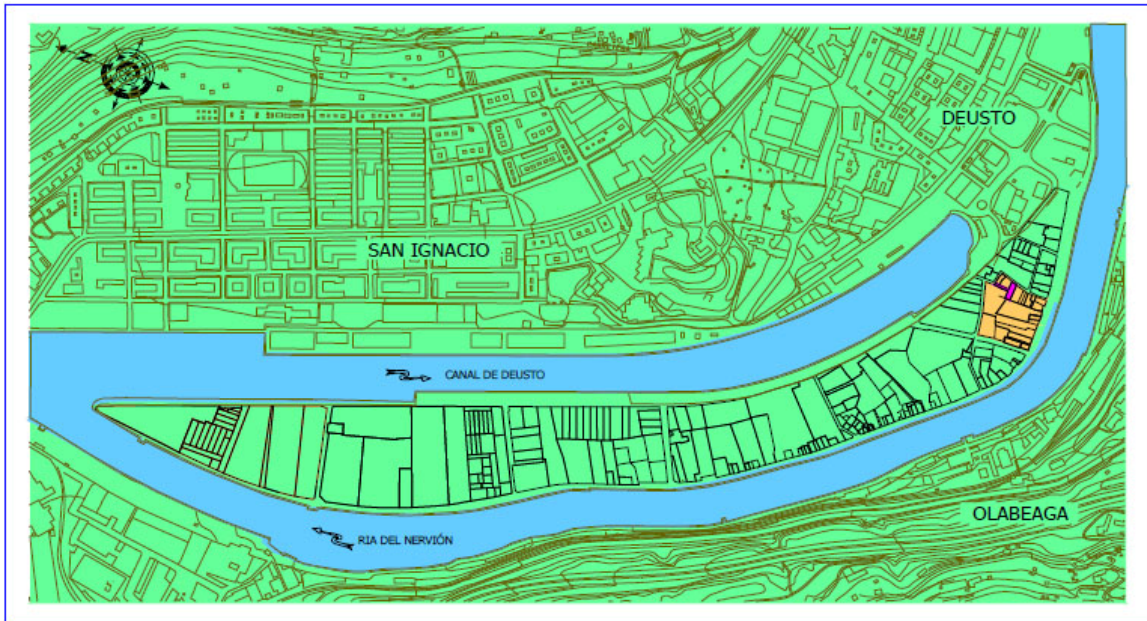 N
DEUSTO
SAN IGNACIO
CANAL DE DEUSTO
OLABEAGA
RIA DEL NERVIÓN